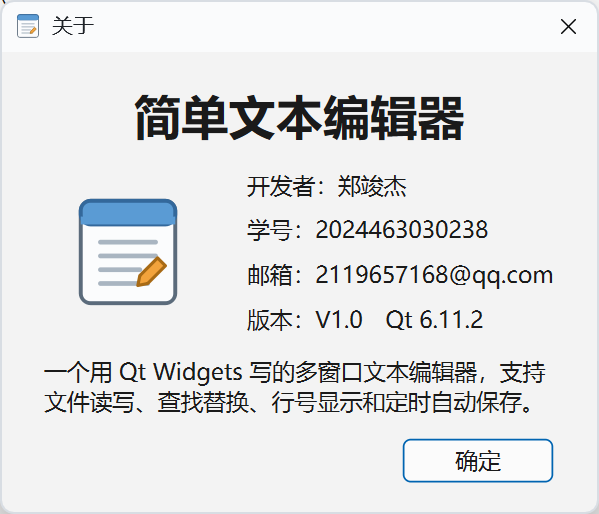 关于
简单文本编辑器
开发者：郑竣杰
学号：2024463030238
邮箱：2119657168@qq.com
版本：V1.0 Qt 6.11.2
一个用 Qt Widgets 写的多窗口文本编辑器，支持
文件读写、查找替换、行号显示和定时自动保存。
确定